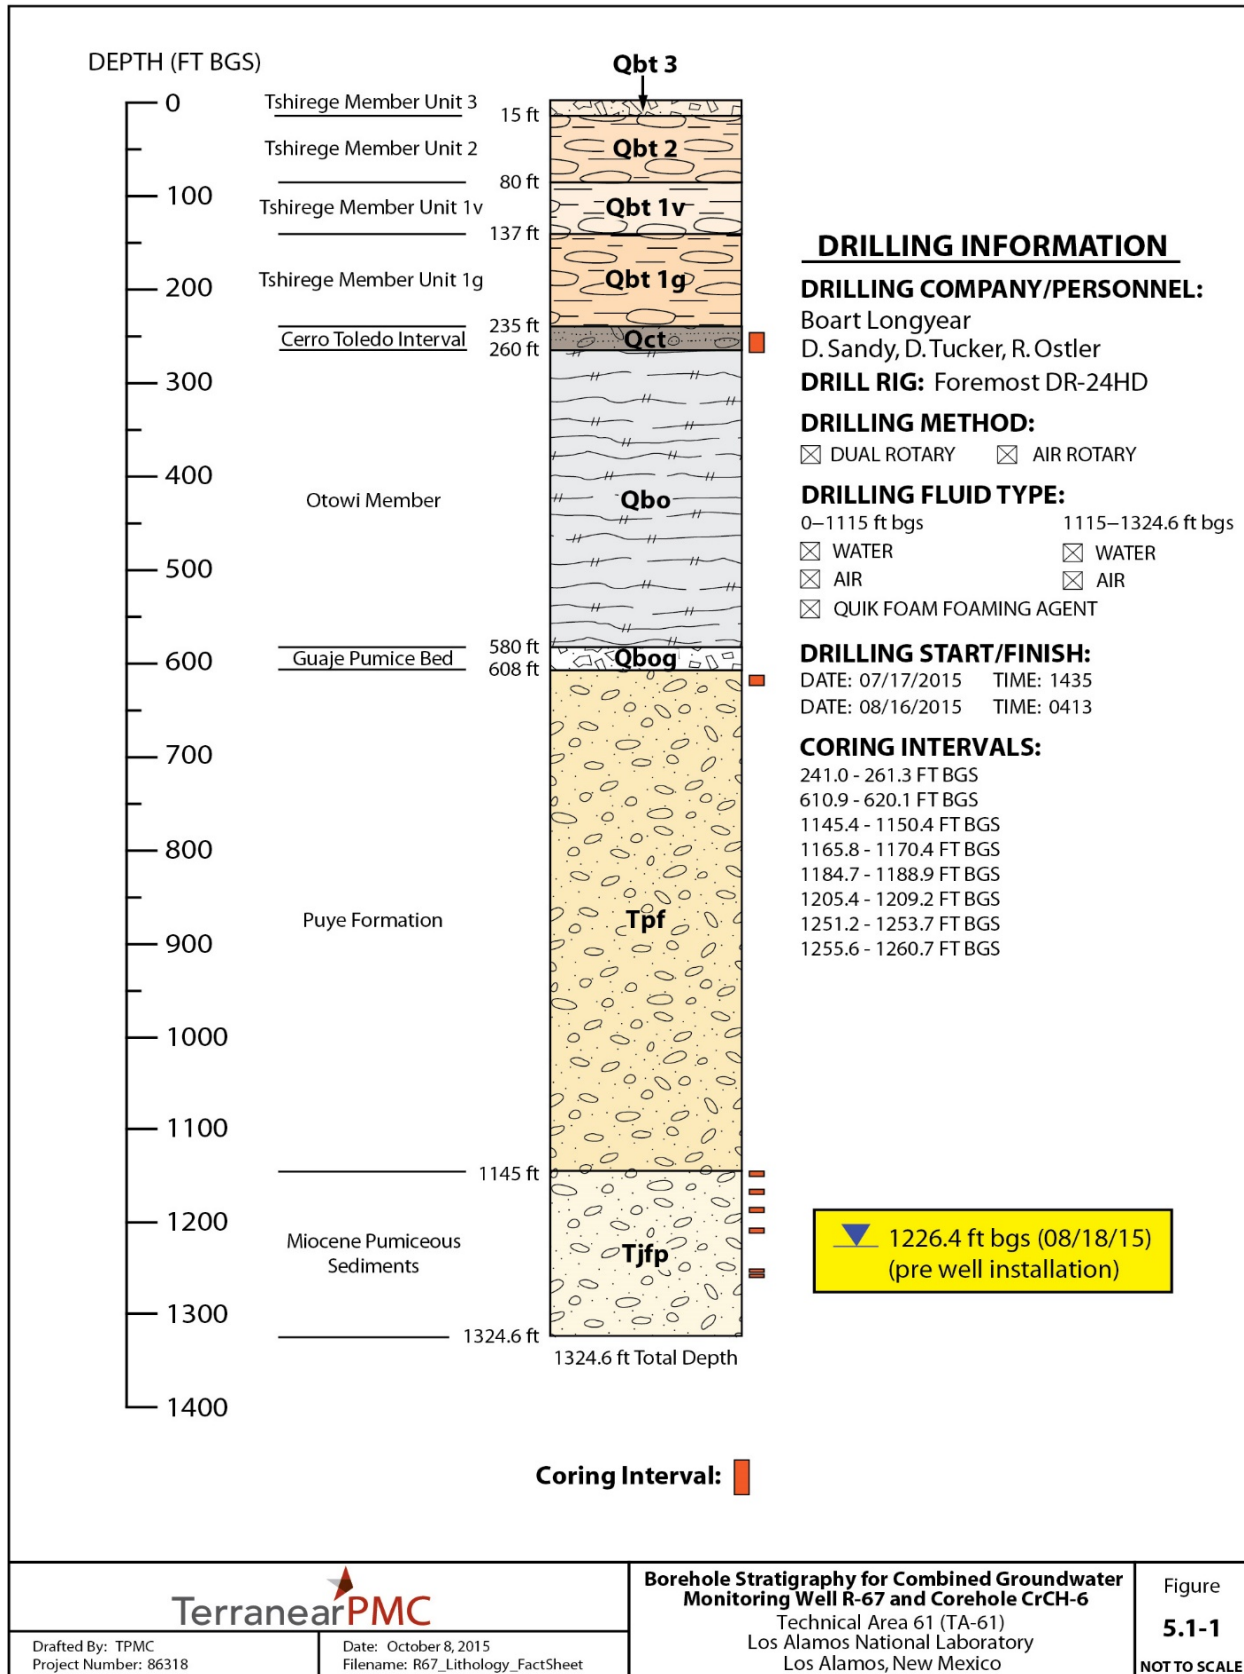 DEPTH (FT BGS)
0
100
200
300
400
500
600
700
800
900
1000
1100
1200
1300
1400
Tshirege Member Unit 3
Tshirege Member Unit 2
Tshirege Member Unit 1v
Tshirege Member Unit 1g
Cerro Toledo Interval
Otowi Member
Guaje Pumice Bed
Puye Formation
Miocene Pumiceous
Sediments
15 ft
80 ft
137 ft
235 ft
260 ft
580 ft
608 ft
1145 ft
1324.6 ft
Qbt 3
Qbt 2
Qbt 1v
Qbt 1g
Qct
Qbo
Qbog
Tpf
Tjfp
1324.6 ft Total Depth
DRILLING INFORMATION
DRILLING COMPANY/PERSONNEL:
Boart Longyear
D. Sandy, D. Tucker, R. Ostler
DRILL RIG: Foremost DR-24HD
DRILLING METHOD:
DUAL ROTARY AIR ROTARY
DRILLING FLUID TYPE:
0–1115 ft bgs 1115–1324.6 ft bgs
WATER WATER
AIR AIR
QUIK FOAM FOAMING AGENT
DRILLING START/FINISH:
DATE: 07/17/2015 TIME: 1435
DATE: 08/16/2015 TIME: 0413
CORING INTERVALS:
241.0 - 261.3 FT BGS
610.9 - 620.1 FT BGS
1145.4 - 1150.4 FT BGS
1165.8 - 1170.4 FT BGS
1184.7 - 1188.9 FT BGS
1205.4 - 1209.2 FT BGS
1251.2 - 1253.7 FT BGS
1255.6 - 1260.7 FT BGS
1226.4 ft bgs (08/18/15)
(pre well installation)
Coring Interval:
TerranearPMC
Drafted By: TPMC
Project Number: 86318
Date: October 8, 2015
Filename: R67_Lithology_FactSheet
Borehole Stratigraphy for Combined Groundwater
Monitoring Well R-67 and Corehole CrCH-6
Technical Area 61 (TA-61)
Los Alamos National Laboratory
Los Alamos, New Mexico
Figure
5.1-1
NOT TO SCALE